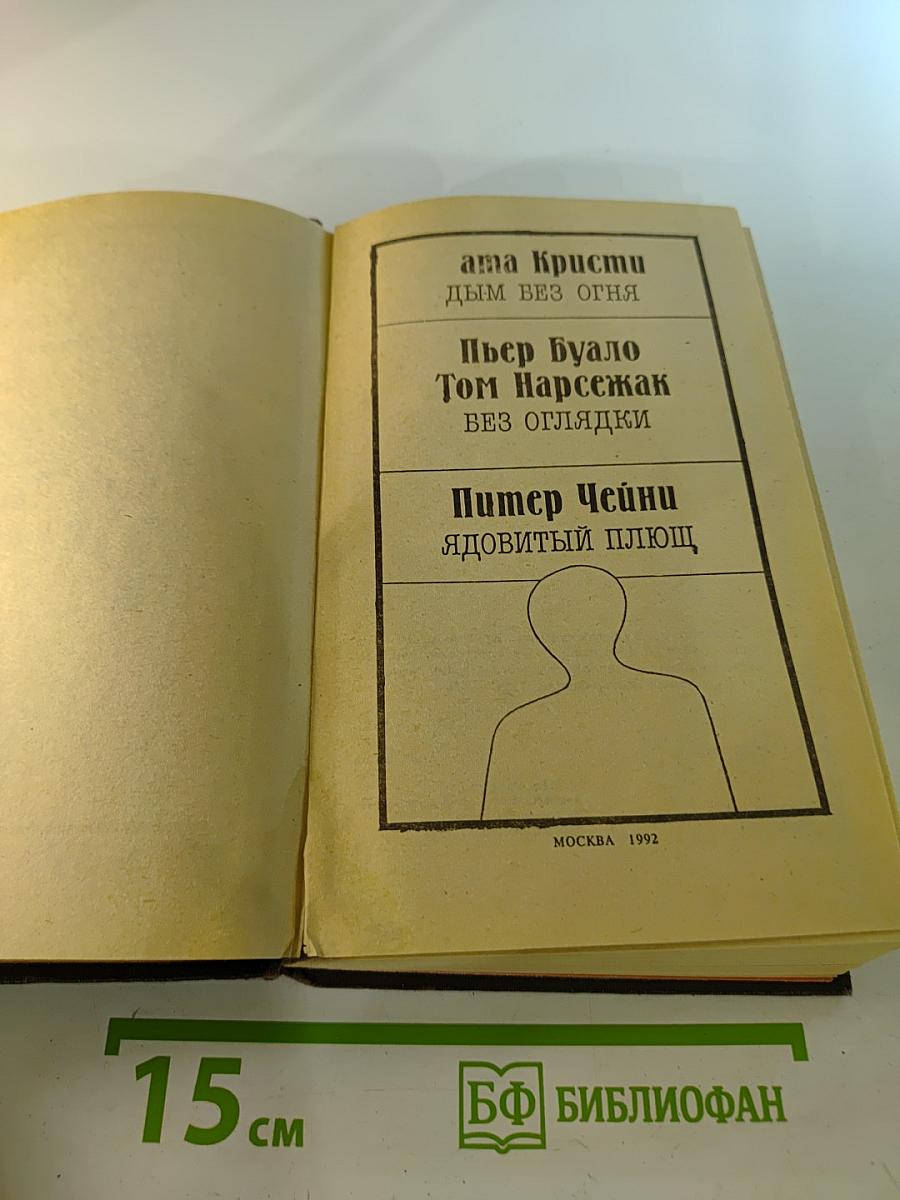 ата Кристи
ДЫМ БЕЗ ОГНЯ
Пьер Буало
Том Нарсежак
БЕЗ ОГЛЯДКИ
Питер Чейни
ЯДОВИТЫЙ ПЛЮЩ
МОСКВА 1992
15 см
БФ БИБЛИОФАН